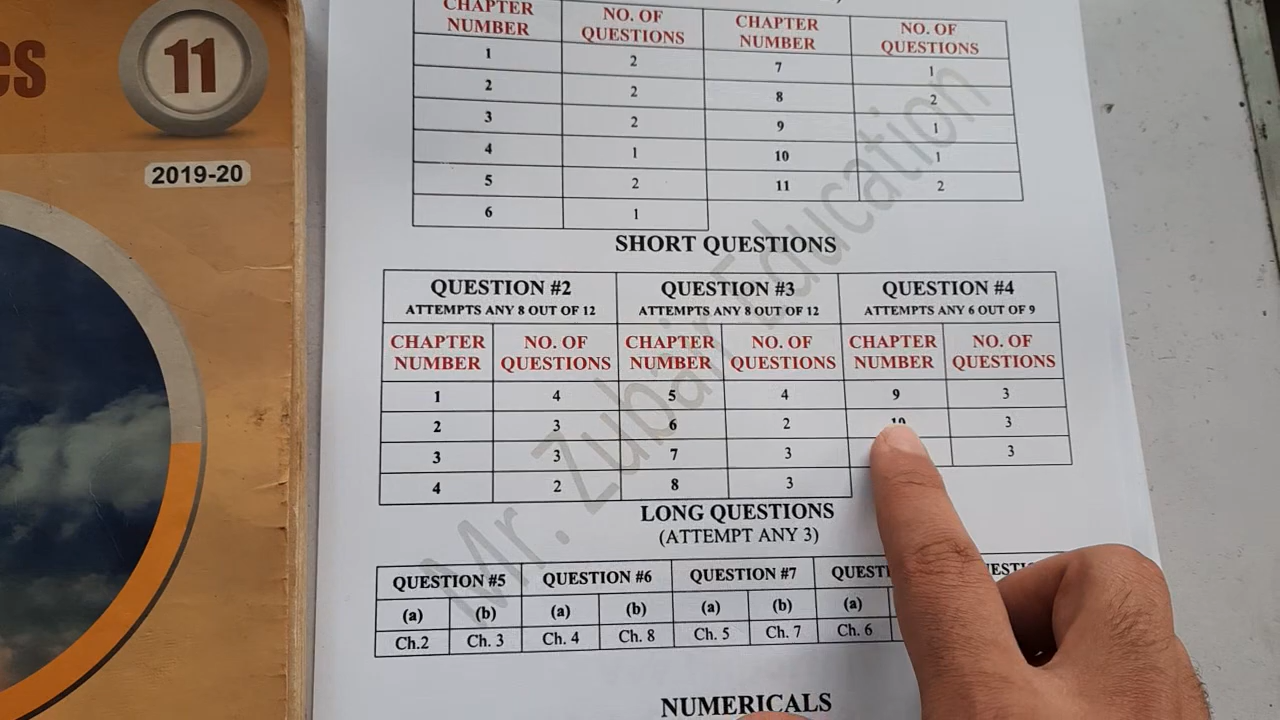 cs
11
2019-20
CHAPTER NUMBER NO. OF QUESTIONS CHAPTER NUMBER NO. OF QUESTIONS
1 2 7 1
2 2 8 2
3 2 9 1
4 1 10 1
5 2 11 2
6 1
SHORT QUESTIONS
QUESTION #2 QUESTION #3 QUESTION #4
ATTEMPTS ANY 8 OUT OF 12 ATTEMPTS ANY 8 OUT OF 12 ATTEMPTS ANY 6 OUT OF 9
CHAPTER NUMBER NO. OF QUESTIONS CHAPTER NUMBER NO. OF QUESTIONS CHAPTER NUMBER NO. OF QUESTIONS
1 4 5 4 9 3
2 3 6 2 10 3
3 3 7 3 3
4 2 8 3
LONG QUESTIONS
(ATTEMPT ANY 3)
QUESTION #5 QUESTION #6 QUESTION #7
(a) (b) (a) (b) (a) (b) (a)
Ch.2 Ch. 3 Ch. 4 Ch. 8 Ch. 5 Ch. 7 Ch. 6
NUMERICALS
Mr. Zubair Education